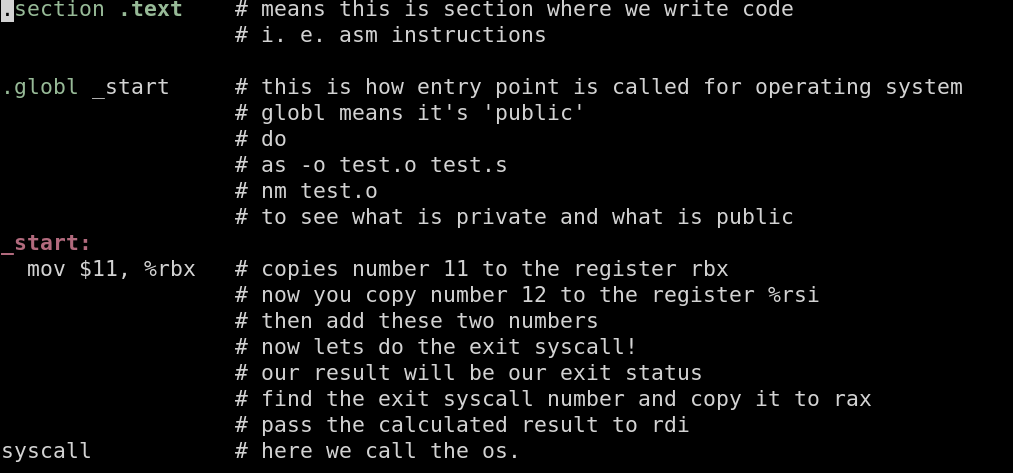 .section .text    # means this is section where we write code
                  # i. e. asm instructions

.globl _start     # this is how entry point is called for operating system
                  # globl means it's 'public'
                  # do
                  # as -o test.o test.s
                  # nm test.o
                  # to see what is private and what is public
_start:
  mov $11, %rbx   # copies number 11 to the register rbx
                  # now you copy number 12 to the register %rsi
                  # then add these two numbers
                  # now lets do the exit syscall!
                  # our result will be our exit status
                  # find the exit syscall number and copy it to rax
                  # pass the calculated result to rdi
syscall           # here we call the os.